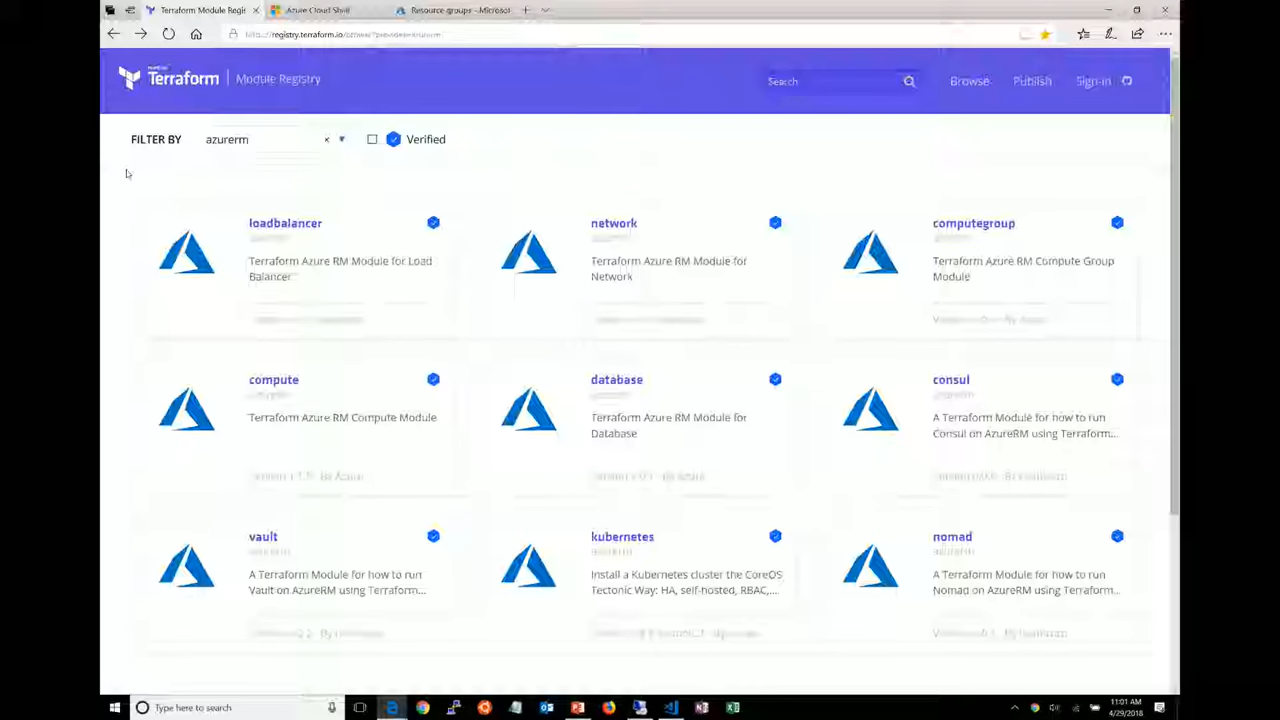 Terraform Module Regi
Azure Cloud Shell
Resource groups - Microsof
HashiCorp
Terraform
Module Registry
Search
Browse
Publish
Sign-in
FILTER BY
azurerm
Verified
loadbalancer
Terraform Azure RM Module for Load
Balancer
network
Terraform Azure RM Module for
Network
computegroup
Terraform Azure RM Compute Group
Module
compute
Terraform Azure RM Compute Module
database
Terraform Azure RM Module for
Database
consul
A Terraform Module for how to run
Consul on AzureRM using Terraform...
vault
A Terraform Module for how to run
Vault on AzureRM using Terraform...
kubernetes
Install a Kubernetes cluster the CoreOS
Tectonic Way: HA, self-hosted, RBAC,...
nomad
A Terraform Module for how to run
Nomad on AzureRM using Terraform...
Type here to search
11:01 AM
4/29/2018